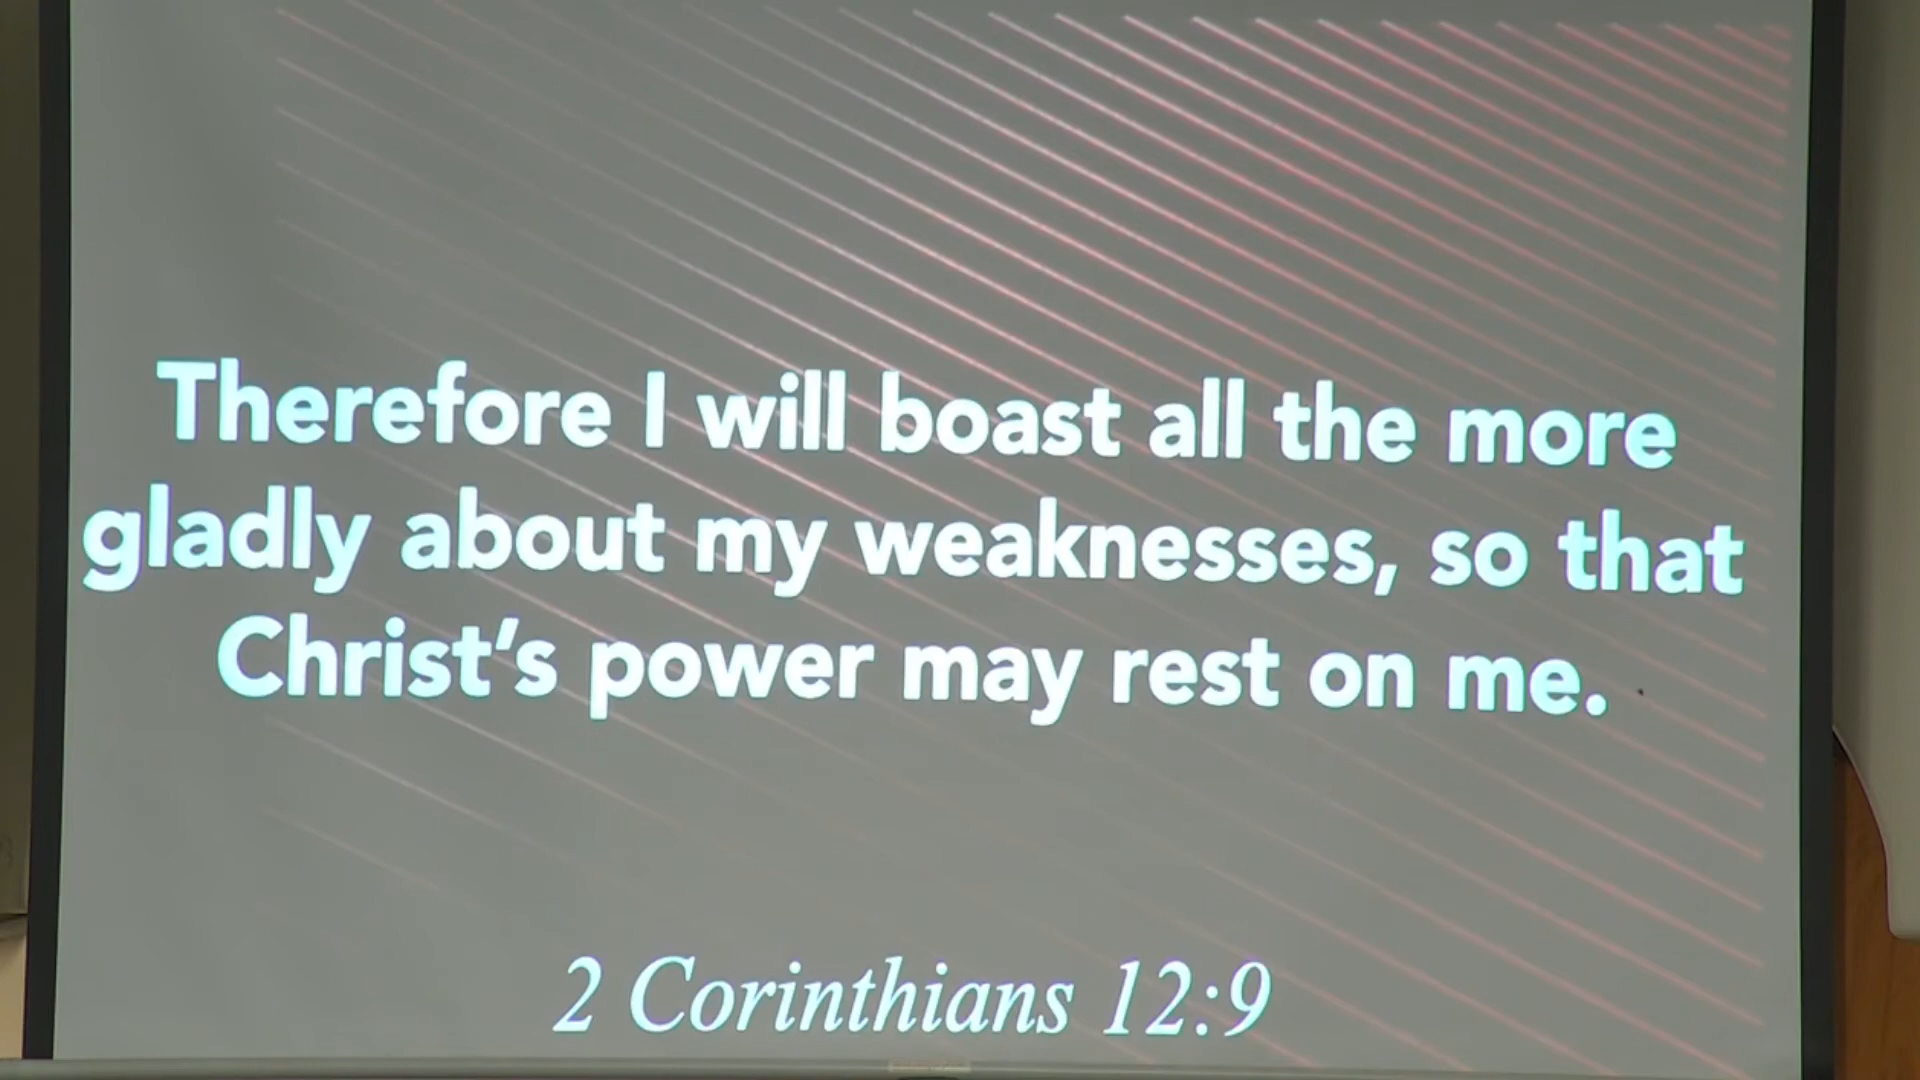 Therefore I will boast all the more
gladly about my weaknesses, so that
Christ’s power may rest on me.
2 Corinthians 12:9